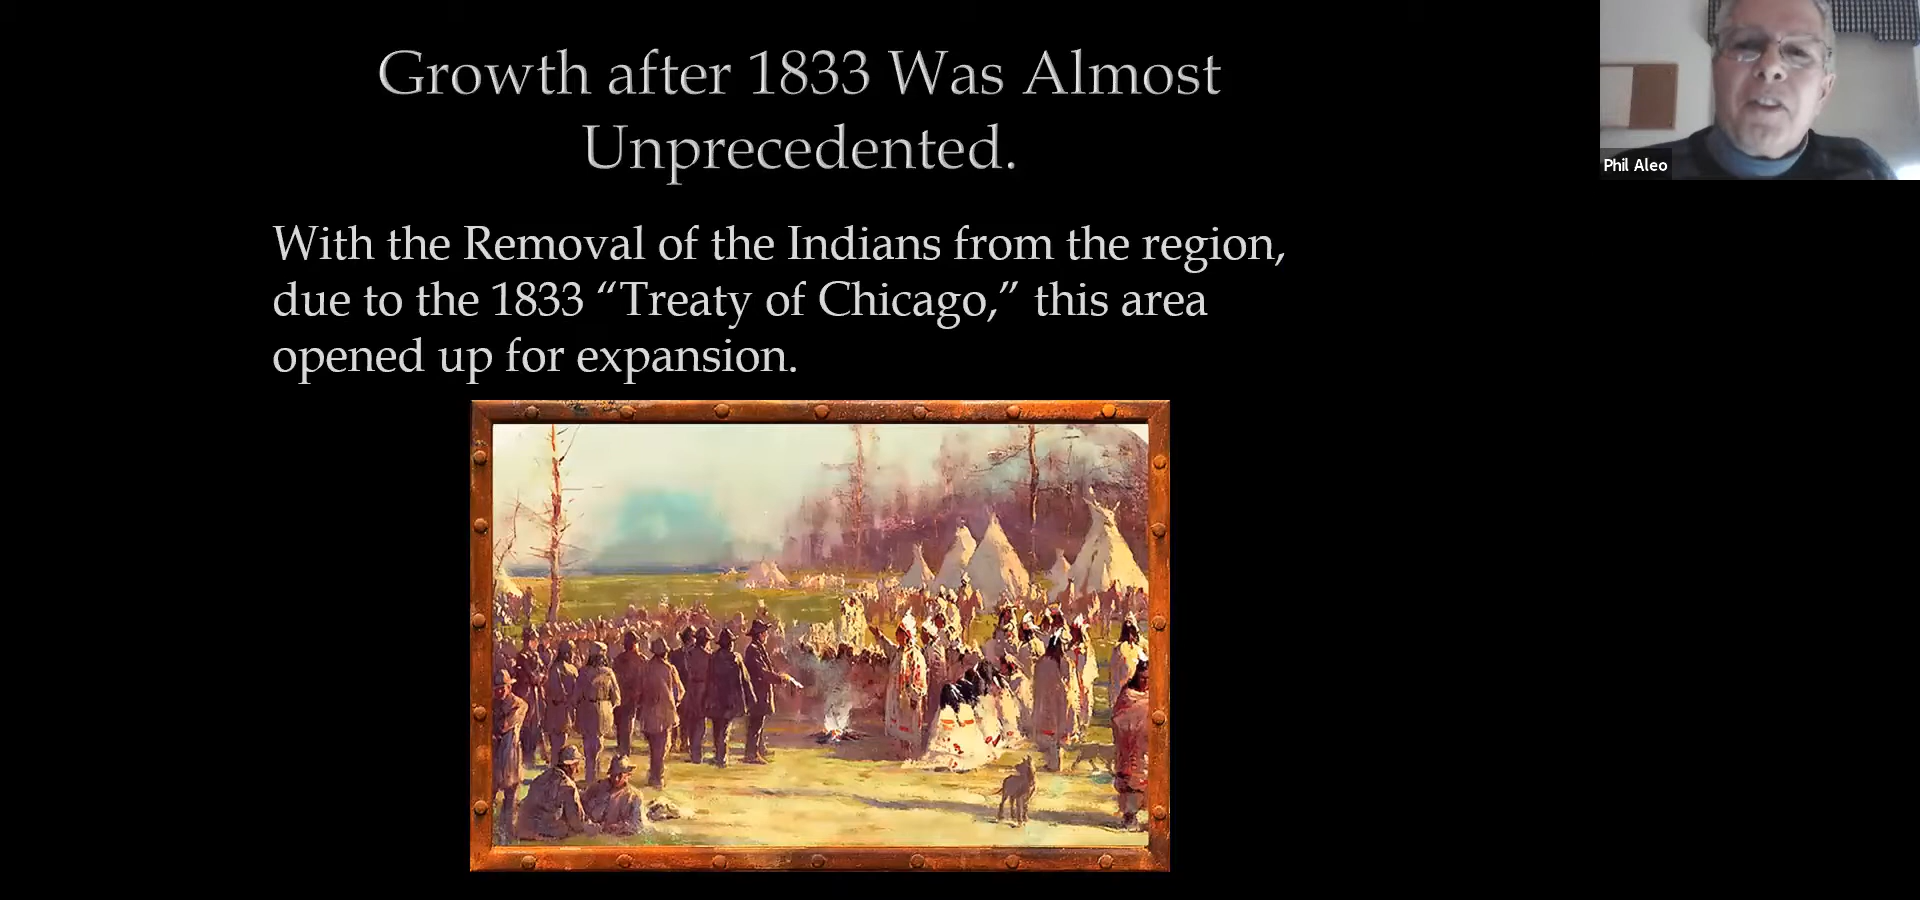 Growth after 1833 Was Almost
Unprecedented.
With the Removal of the Indians from the region,
due to the 1833 “Treaty of Chicago,” this area
opened up for expansion.
Phil Aleo